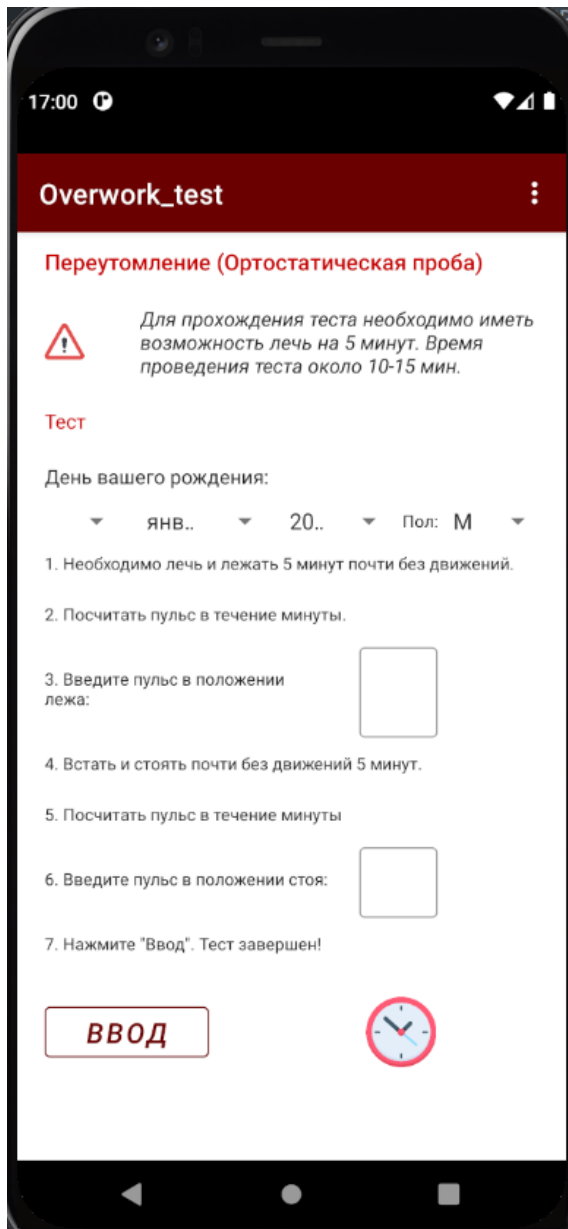 17:00
Overwork_test
Переутомление (Ортостатическая проба)
Для прохождения теста необходимо иметь
возможность лечь на 5 минут. Время
проведения теста около 10-15 мин.
Тест
День вашего рождения:
янв.. 20.. Пол: М
1. Необходимо лечь и лежать 5 минут почти без движений.
2. Посчитать пульс в течение минуты.
3. Введите пульс в положении
лежа:
4. Встать и стоять почти без движений 5 минут.
5. Посчитать пульс в течение минуты
6. Введите пульс в положении стоя:
7. Нажмите "Ввод". Тест завершен!
ВВОД